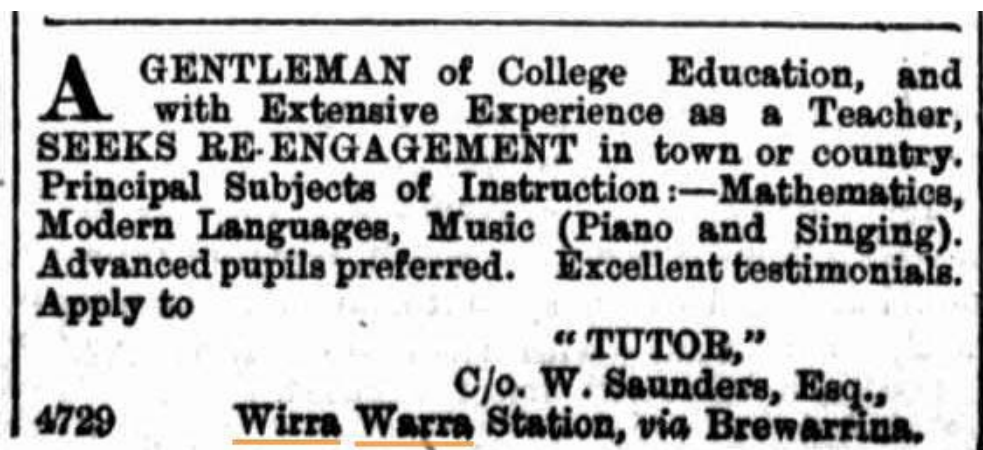 A GENTLEMAN of College Education, and
with Extensive Experience as a Teacher,
SEEKS RE-ENGAGEMENT in town or country.
Principal Subjects of Instruction:—Mathematics,
Modern Languages, Music (Piano and Singing).
Advanced pupils preferred. Excellent testimonials.
Apply to
“TUTOR,”
C/o. W. Saunders, Esq.,
4729 Wirra Warra Station, via Brewarrina.